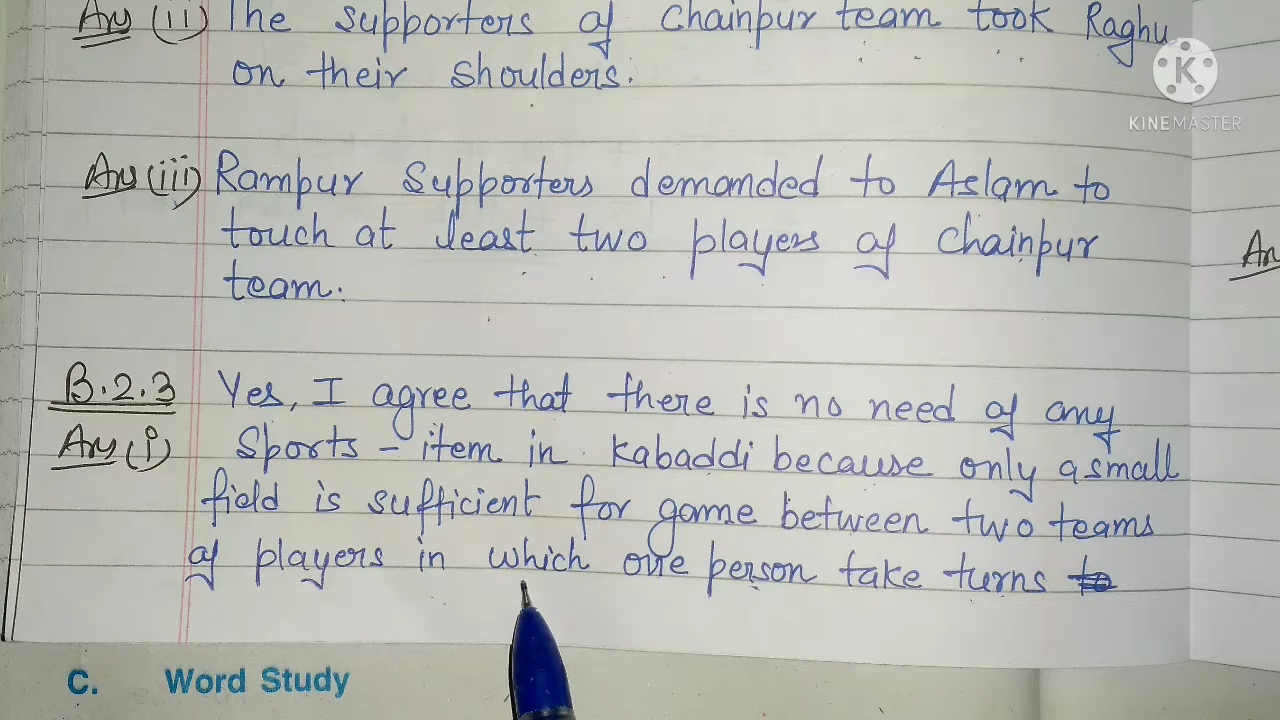 Ans (ii) The supporters of Chainpur team took Raghu
on their shoulders.
K
KINEMASTER
Ans (iii) Rampur supporters demanded to Aslam to
touch at least two players of Chainpur
team.
An
B.2.3 Yes, I agree that there is no need of any
Ans (i) Sports - item in Kabaddi because only a small
field is sufficient for game between two teams
of players in which one person take turns to
C. Word Study